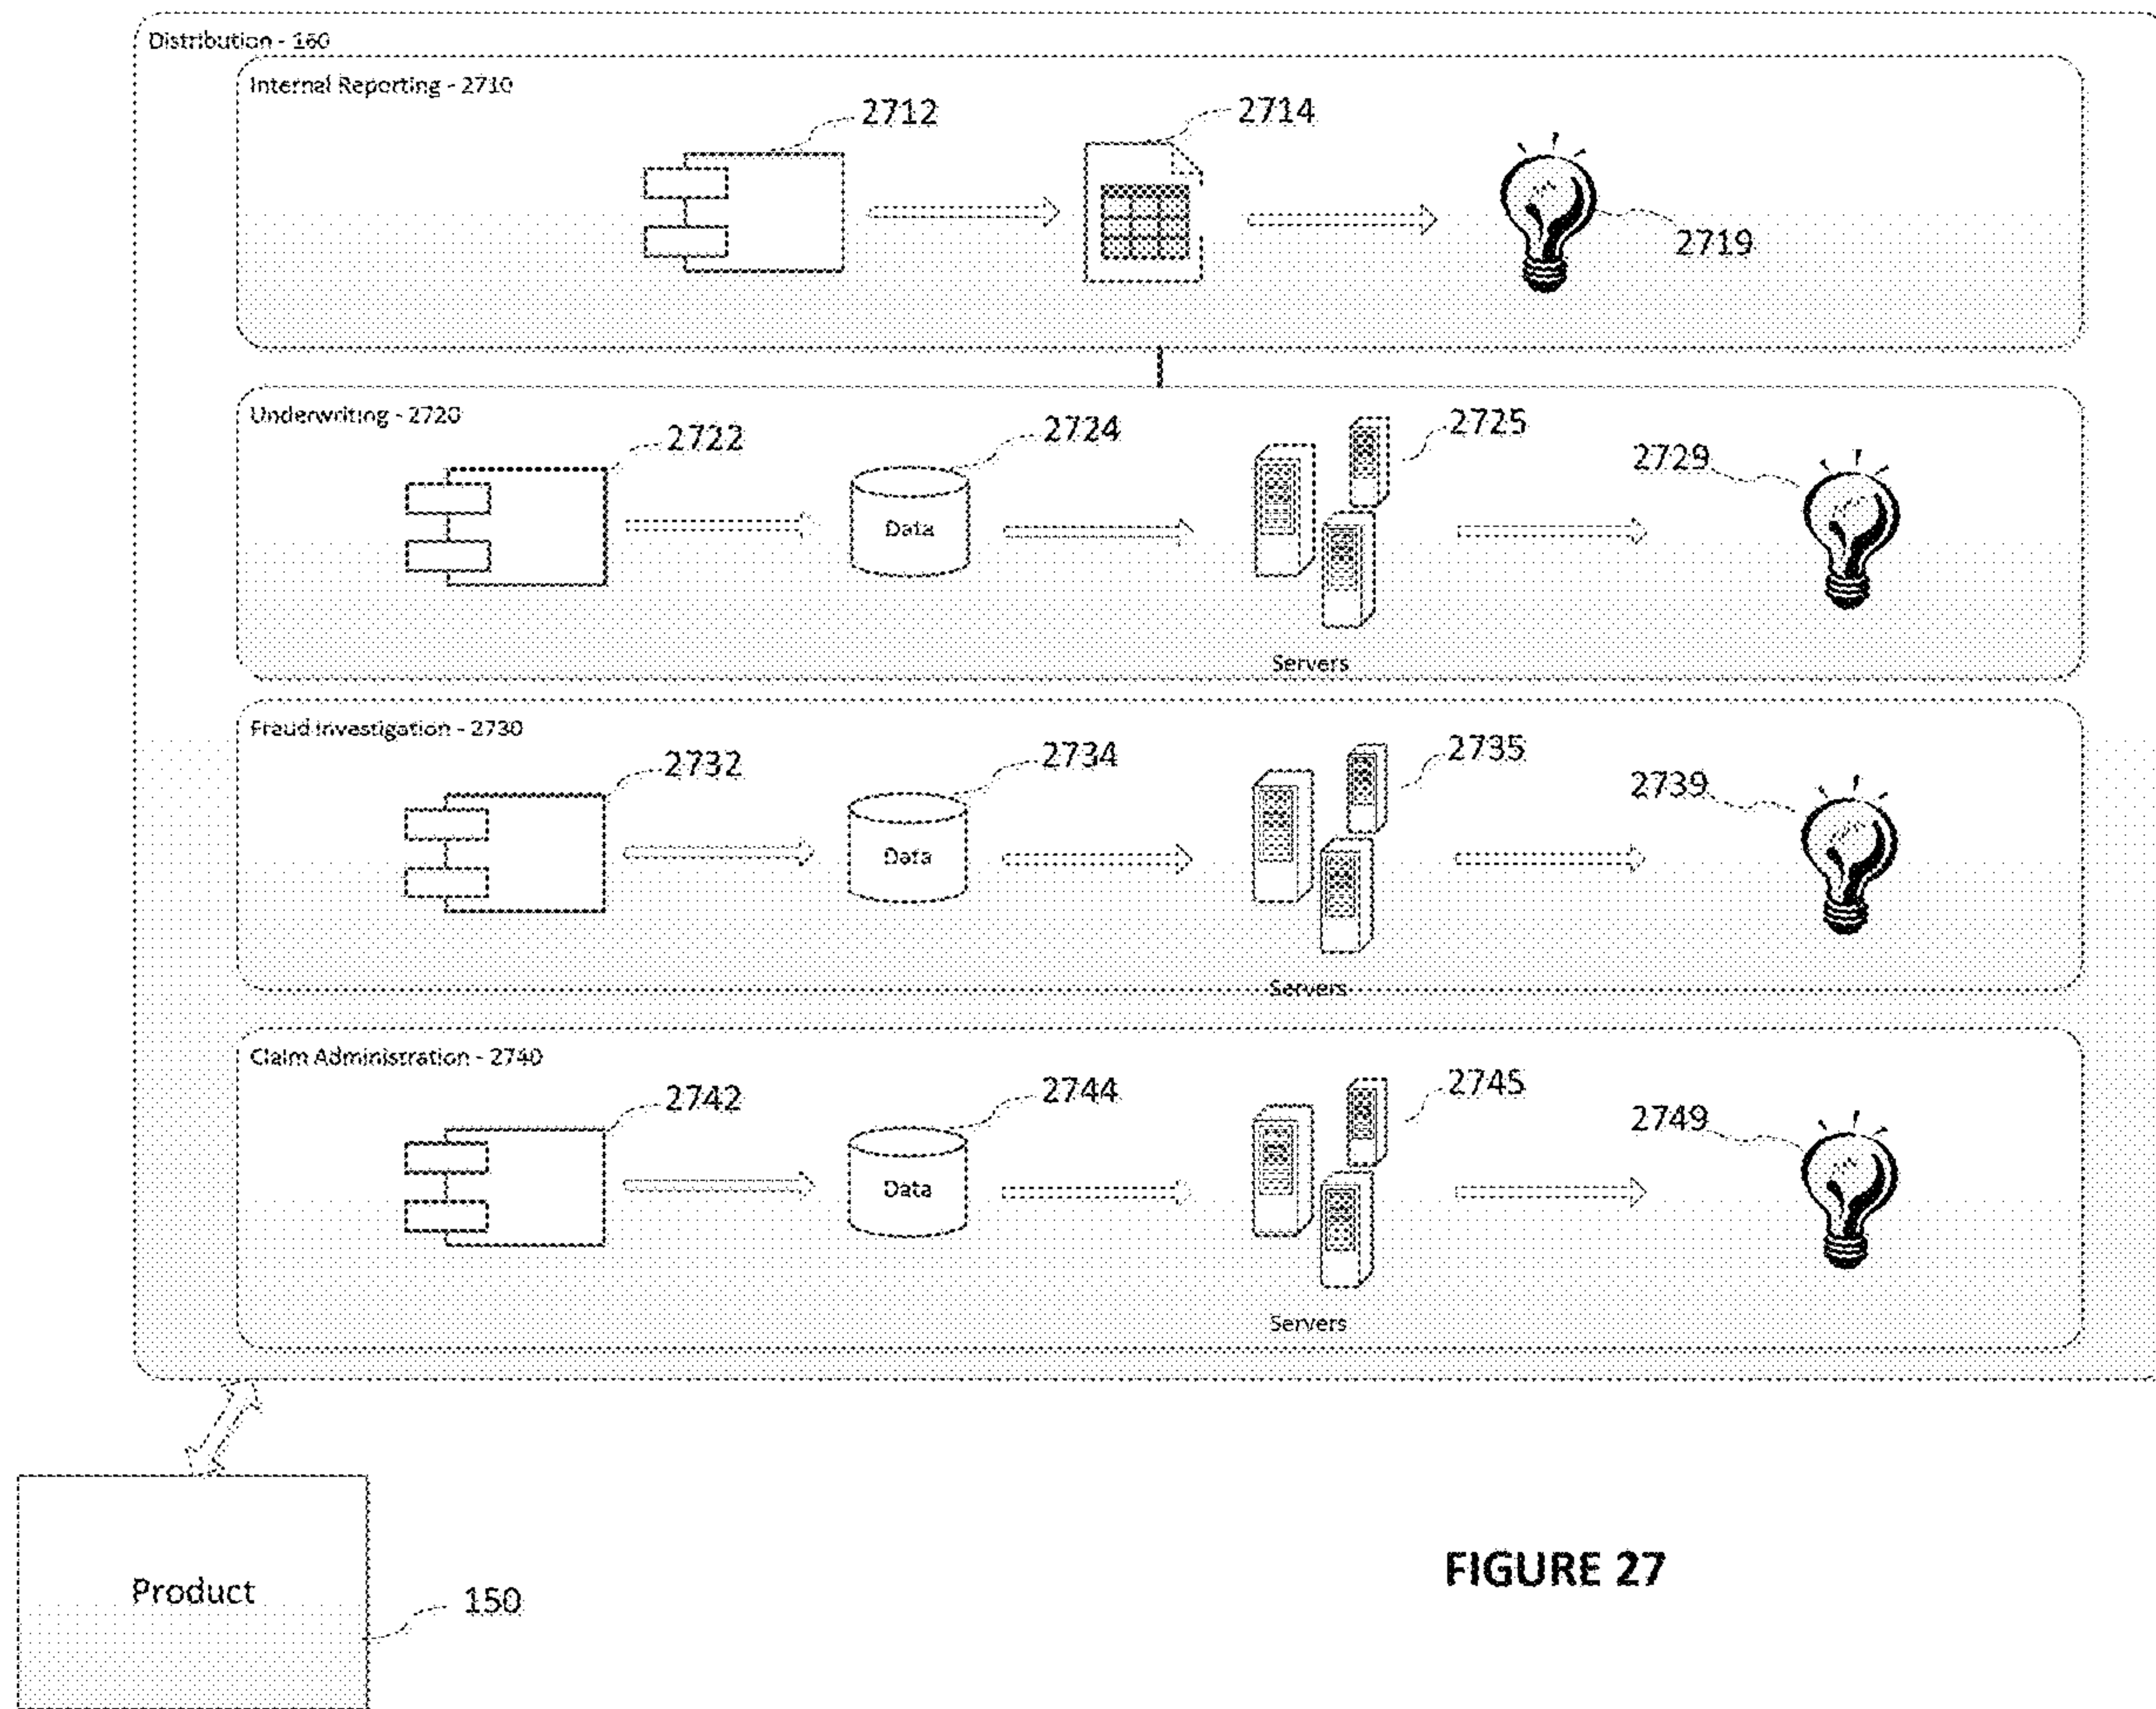 Distribution - 160
Internal Reporting - 2710
2712
2714
2719
Underwriting - 2720
2722
2724
2725
2729
Data
Servers
Fraud Investigation - 2730
2732
2734
2735
2739
Data
Servers
Claim Administration - 2740
2742
2744
2745
2749
Data
Servers
Product
150
FIGURE 27